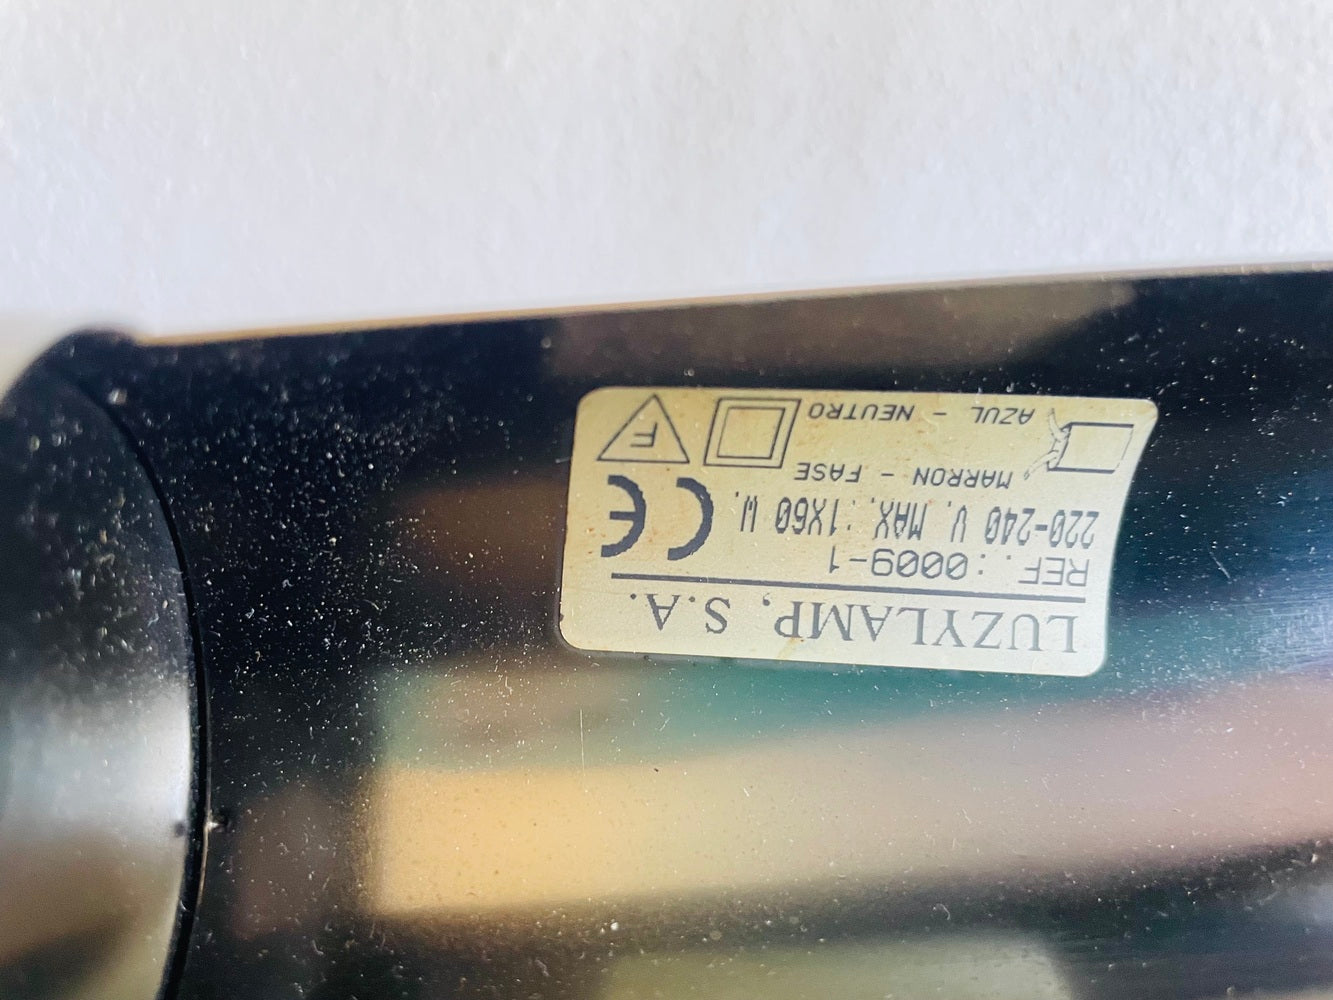 LUZYLAMP, S.A.
REF.: 0009-1
220-240 V. MAX.: 1X60 W.
CE
MARRON - FASE
AZUL - NEUTRO
F